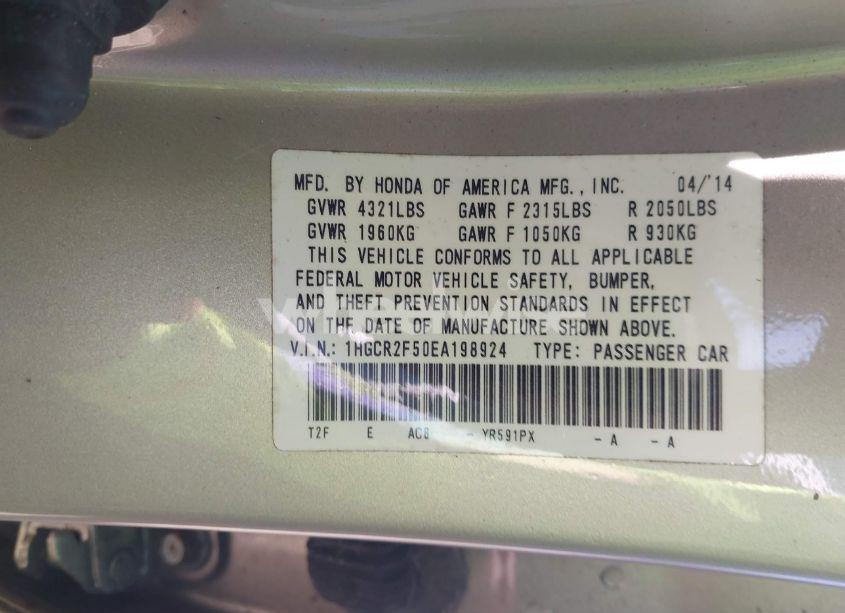 MFD. BY HONDA OF AMERICA MFG., INC. 04/'14
GVWR 4321LBS GAWR F 2315LBS R 2050LBS
GVWR 1960KG GAWR F 1050KG R 930KG
THIS VEHICLE CONFORMS TO ALL APPLICABLE
FEDERAL MOTOR VEHICLE SAFETY, BUMPER,
AND THEFT PREVENTION STANDARDS IN EFFECT
ON THE DATE OF MANUFACTURE SHOWN ABOVE.
V.I.N.: 1HGCR2F50EA198924 TYPE: PASSENGER CAR
T2F E AC8 - YR591PX - A - A